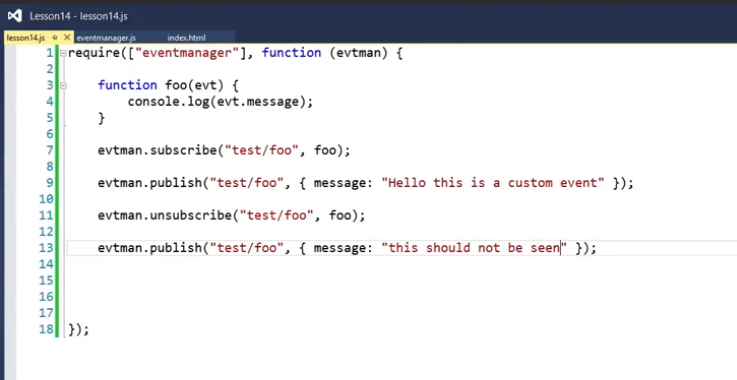 Lesson14 - lesson14.js
lesson14.js eventmanager.js index.html
1 require(["eventmanager"], function (evtman) {
2
3 function foo(evt) {
4 console.log(evt.message);
5 }
6
7 evtman.subscribe("test/foo", foo);
8
9 evtman.publish("test/foo", { message: "Hello this is a custom event" });
10
11 evtman.unsubscribe("test/foo", foo);
12
13 evtman.publish("test/foo", { message: "this should not be seen" });
14
15
16
17
18 });